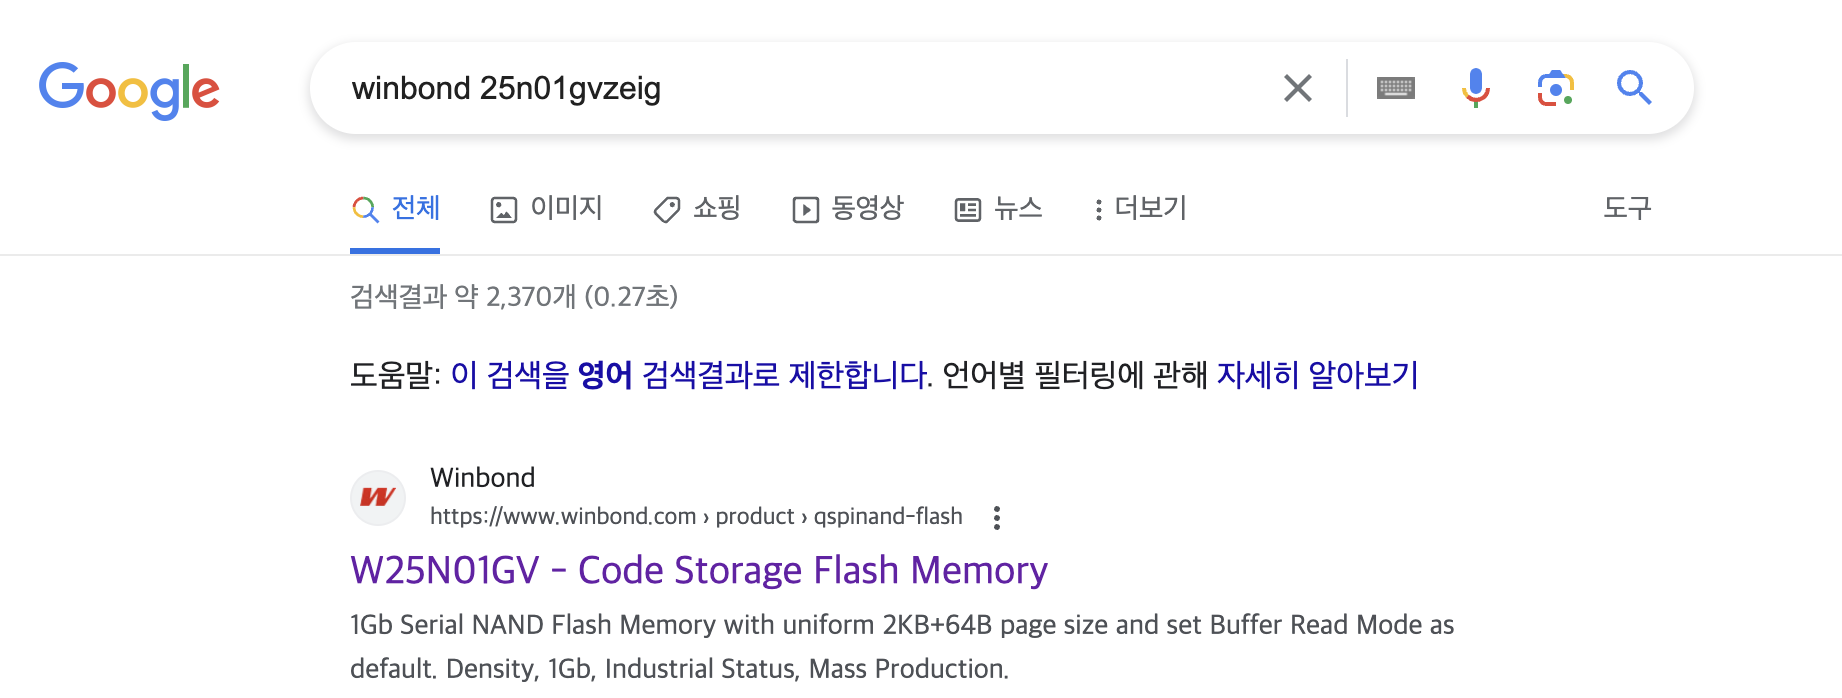 Google
winbond 25n01gvzeig
전체 이미지 쇼핑 동영상 뉴스 더보기 도구
검색결과 약 2,370개 (0.27초)
도움말: 이 검색을 영어 검색결과로 제한합니다. 언어별 필터링에 관해 자세히 알아보기
Winbond
https://www.winbond.com › product › qspinand-flash
W25N01GV - Code Storage Flash Memory
1Gb Serial NAND Flash Memory with uniform 2KB+64B page size and set Buffer Read Mode as
default. Density, 1Gb, Industrial Status, Mass Production.